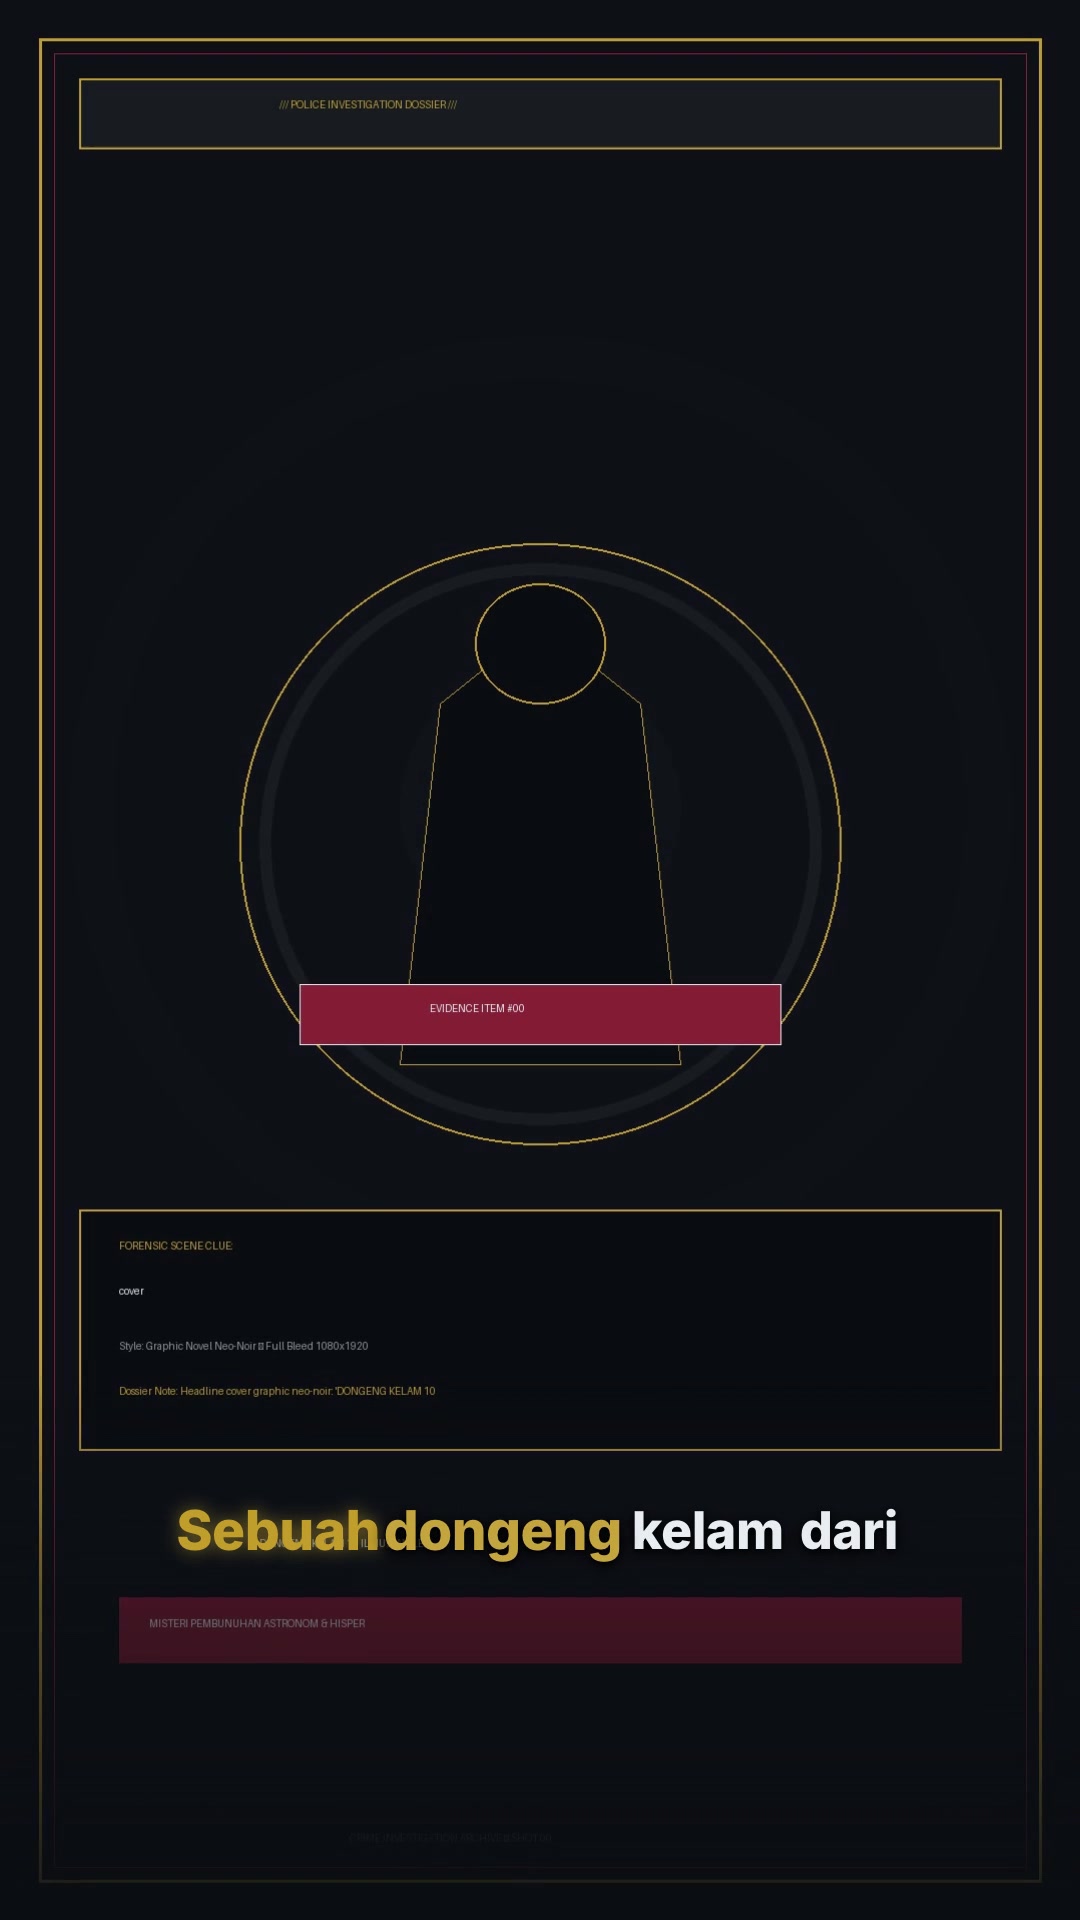 /// POLICE INVESTIGATION DOSSIER ///
EVIDENCE ITEM #00
FORENSIC SCENE CLUE:
cover
Style: Graphic Novel Neo-Noir Full Bleed 1080x1920
Dossier Note: Headline cover graphic neo-noir: 'DONGENG KELAM 10
Sebuah dongeng kelam dari
MISTERI PEMBUNUHAN ASTRONOM & HISPER